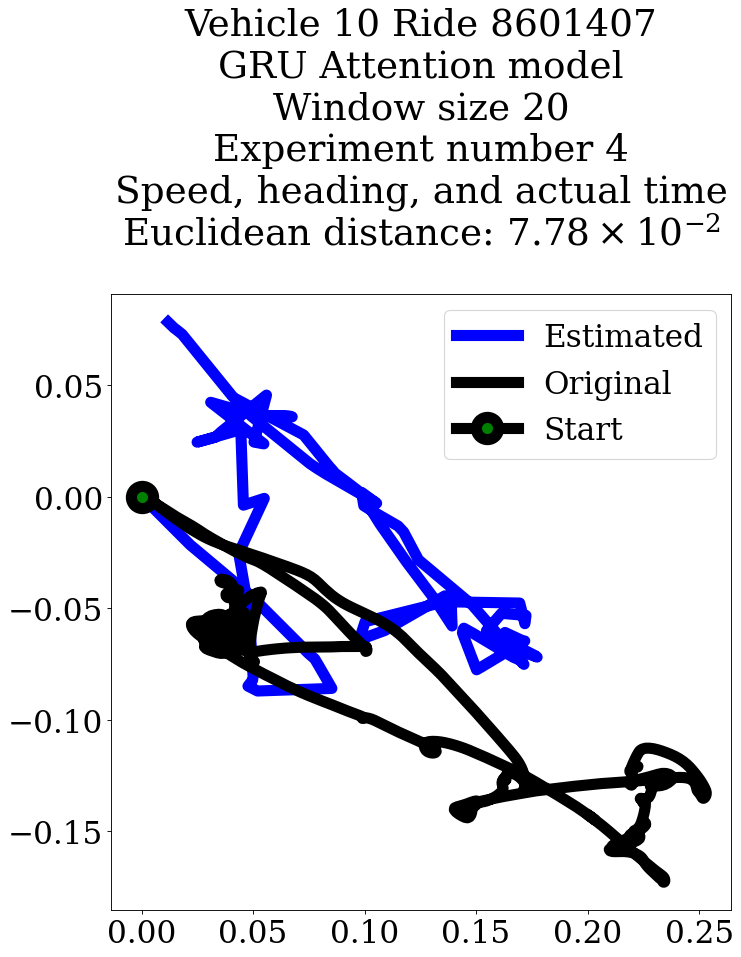 Vehicle 10 Ride 8601407
GRU Attention model
Window size 20
Experiment number 4
Speed, heading, and actual time
Euclidean distance: 7.78 × 10⁻²
Estimated
Original
Start
0.05
0.00
−0.05
−0.10
−0.15
0.00 0.05 0.10 0.15 0.20 0.25